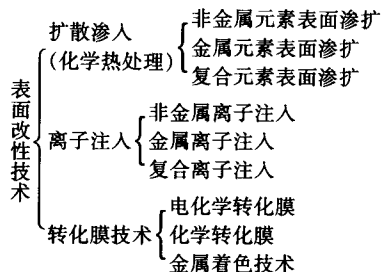 表面改性技术
扩散渗入
(化学热处理)
非金属元素表面渗扩
金属元素表面渗扩
复合元素表面渗扩
离子注入
非金属离子注入
金属离子注入
复合离子注入
转化膜技术
电化学转化膜
化学转化膜
金属着色技术